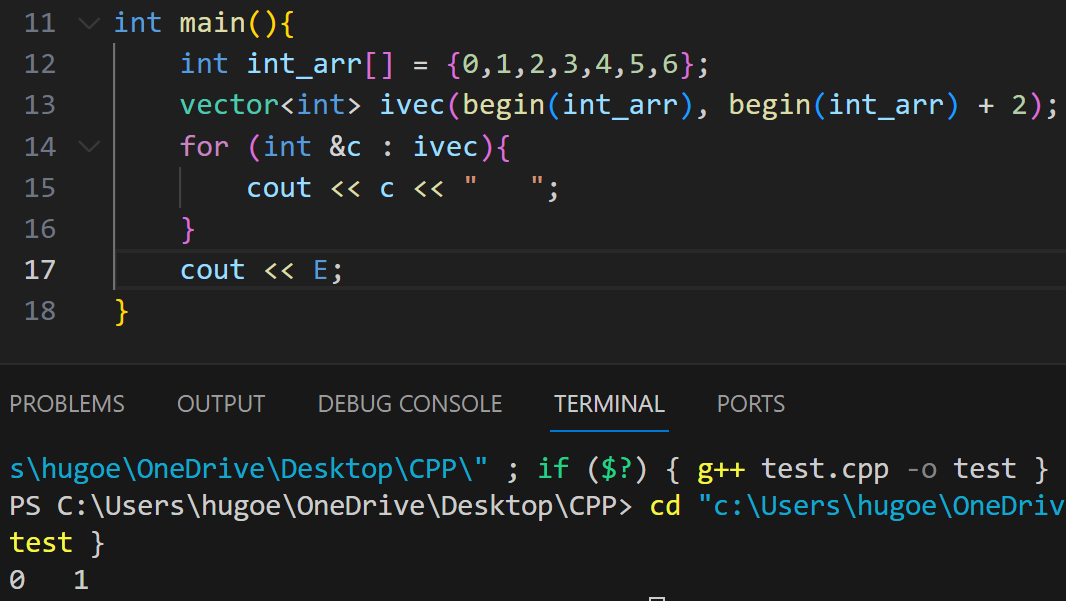 11 int main(){
12 int int_arr[] = {0,1,2,3,4,5,6};
13 vector<int> ivec(begin(int_arr), begin(int_arr) + 2);
14 for (int &c : ivec){
15 cout << c << "   ";
16 }
17 cout << E;
18 }
PROBLEMS OUTPUT DEBUG CONSOLE TERMINAL PORTS
s\hugoe\OneDrive\Desktop\CPP\" ; if ($?) { g++ test.cpp -o test }
PS C:\Users\hugoe\OneDrive\Desktop\CPP> cd "c:\Users\hugoe\OneDriv
test }
0   1